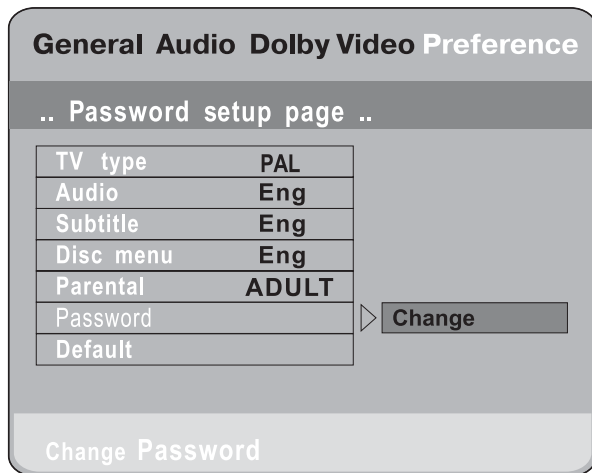 General Audio Dolby Video Preference
.. Password setup page ..
TV type PAL
Audio Eng
Subtitle Eng
Disc menu Eng
Parental ADULT
Password Change
Default
Change Password